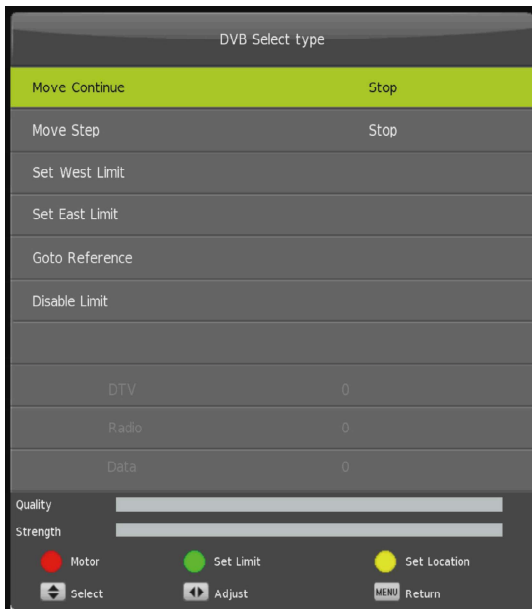 DVB Select type
Move Continue Stop
Move Step Stop
Set West Limit
Set East Limit
Goto Reference
Disable Limit
DTV 0
Radio 0
Data 0
Quality
Strength
Motor Set Limit Set Location
Select Adjust MENU Return